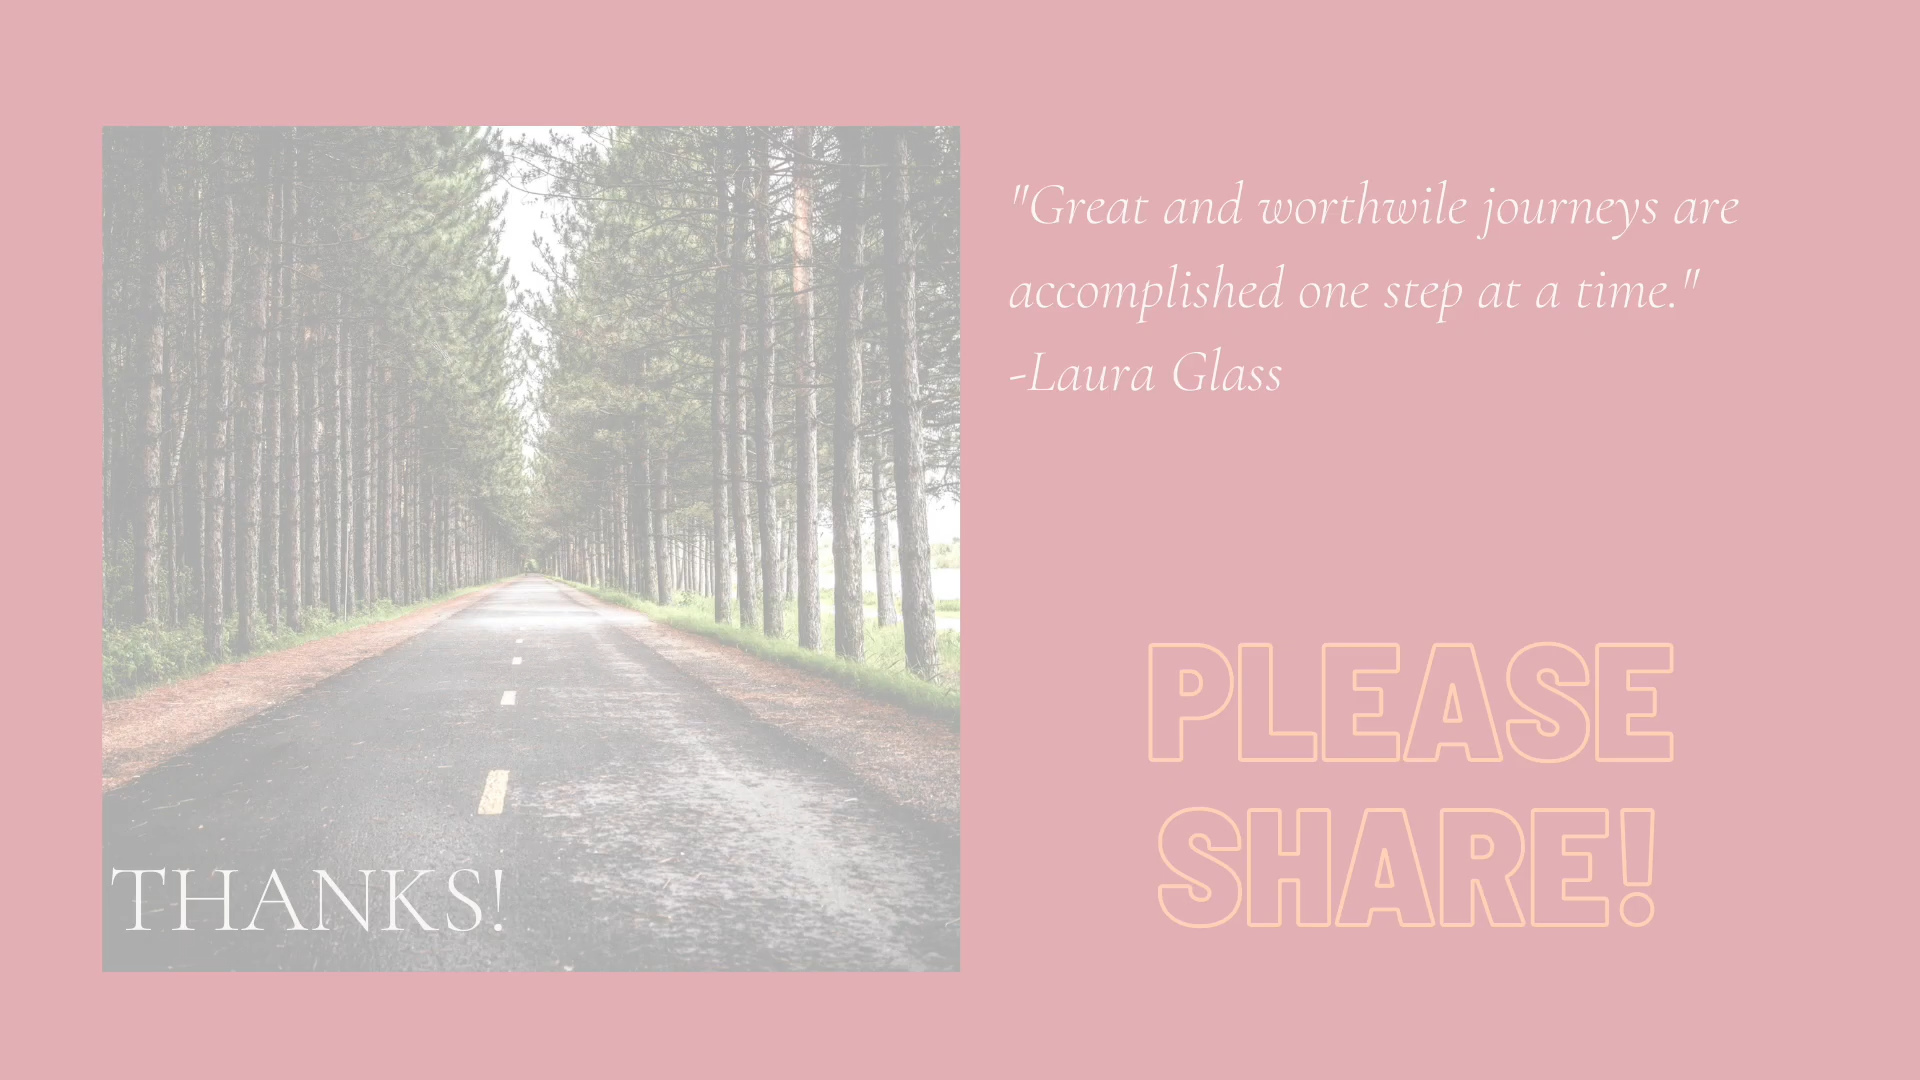 "Great and worthwile journeys are
accomplished one step at a time."
-Laura Glass
THANKS!
PLEASE
SHARE!